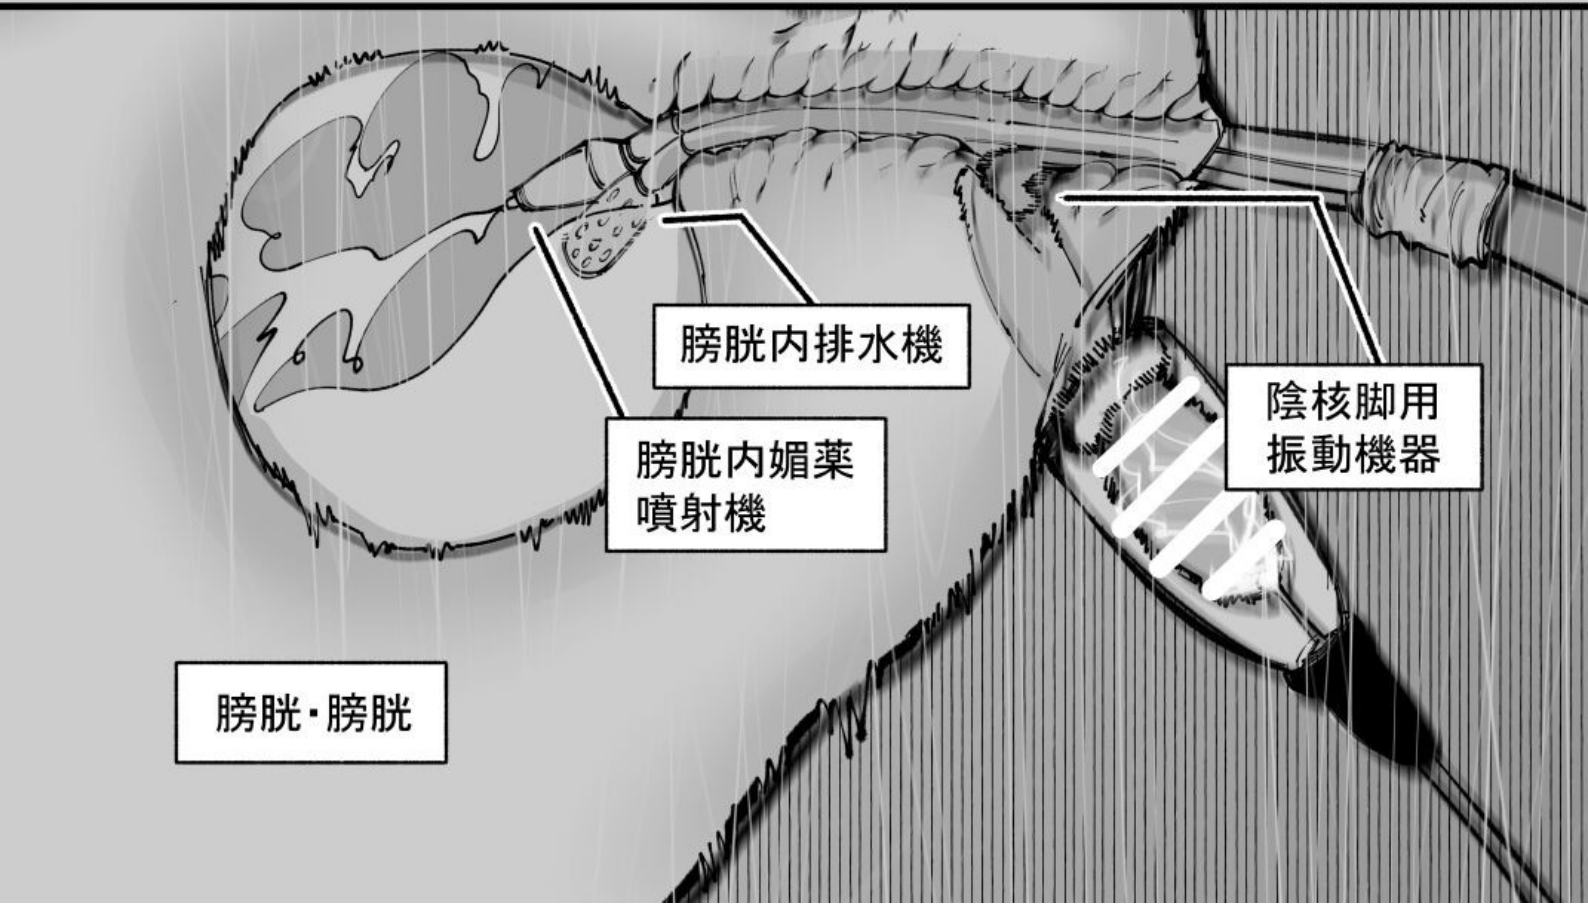 膀胱内排水機
膀胱内媚薬
噴射機
陰核脚用
振動機器
膀胱・膀胱